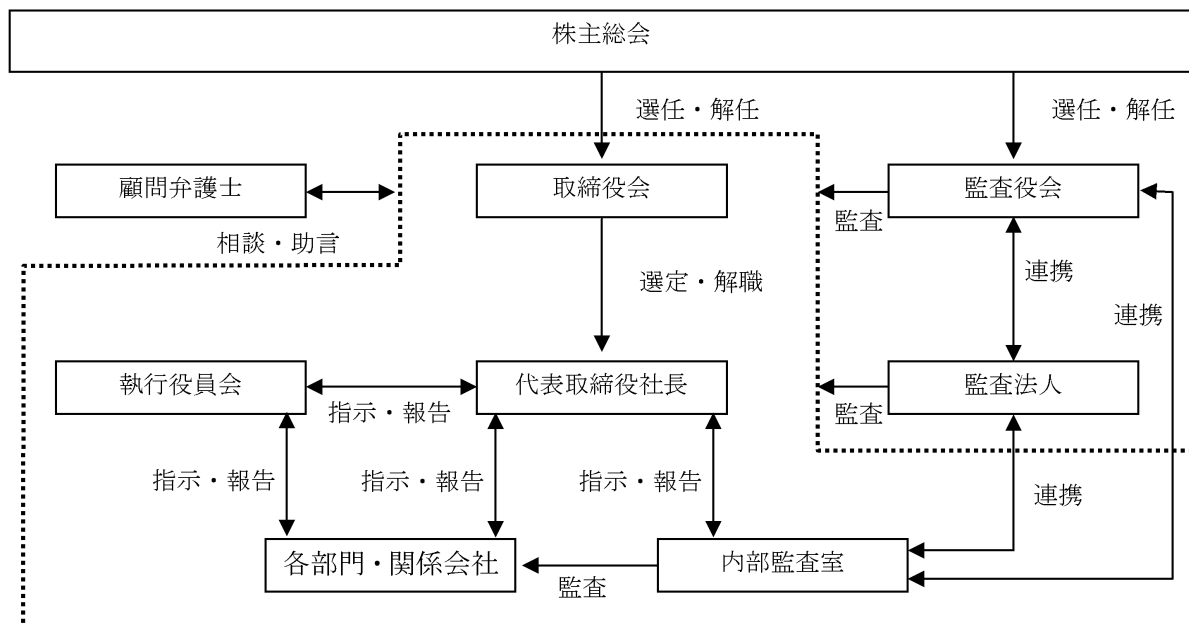 株主総会
選任・解任
選任・解任
顧問弁護士
取締役会
監査役会
監査
相談・助言
連携
選定・解職
連携
執行役員会
代表取締役社長
監査法人
指示・報告
監査
指示・報告
指示・報告
指示・報告
連携
各部門・関係会社
内部監査室
監査